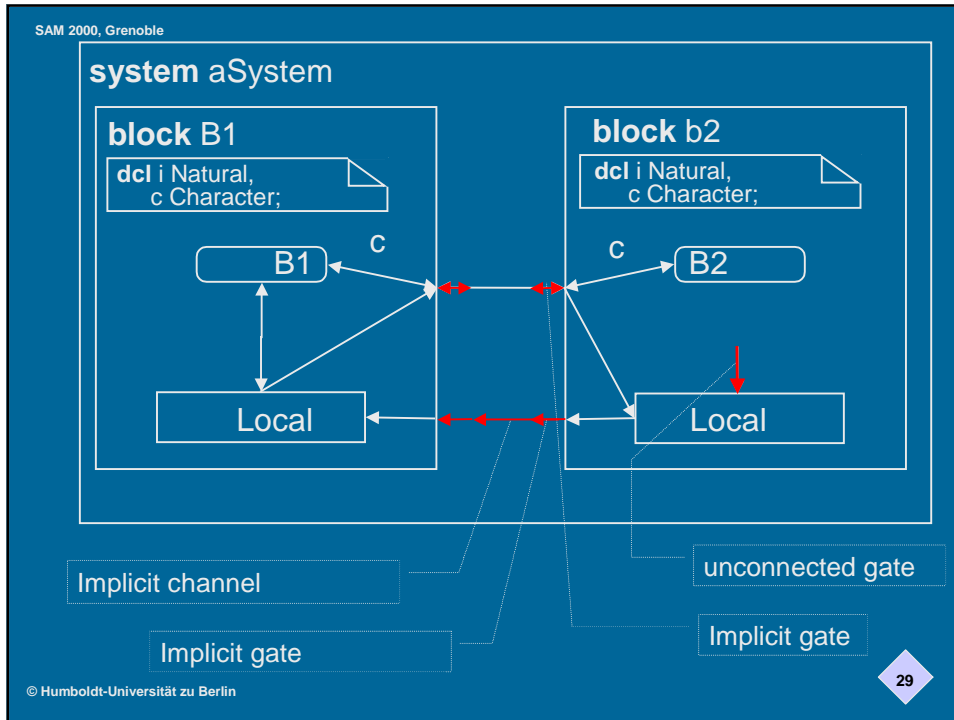 SAM 2000, Grenoble
system aSystem
block B1
dcl i Natural,
c Character;
c
B1
Local
block b2
dcl i Natural,
c Character;
c
B2
Local
Implicit channel
unconnected gate
Implicit gate
Implicit gate
29
© Humboldt-Universität zu Berlin